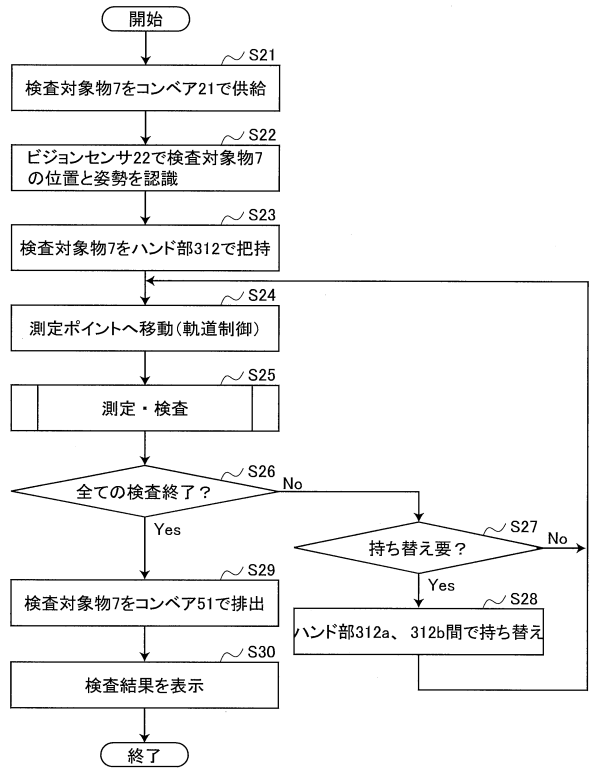 開始
S21
検査対象物7をコンベア21で供給
S22
ビジョンセンサ22で検査対象物7
の位置と姿勢を認識
S23
検査対象物7をハンド部312で把持
S24
測定ポイントへ移動(軌道制御)
S25
測定・検査
S26
全ての検査終了?
No
Yes
S27
持ち替え要?
No
Yes
S28
ハンド部312a、312b間で持ち替え
S29
検査対象物7をコンベア51で排出
S30
検査結果を表示
終了